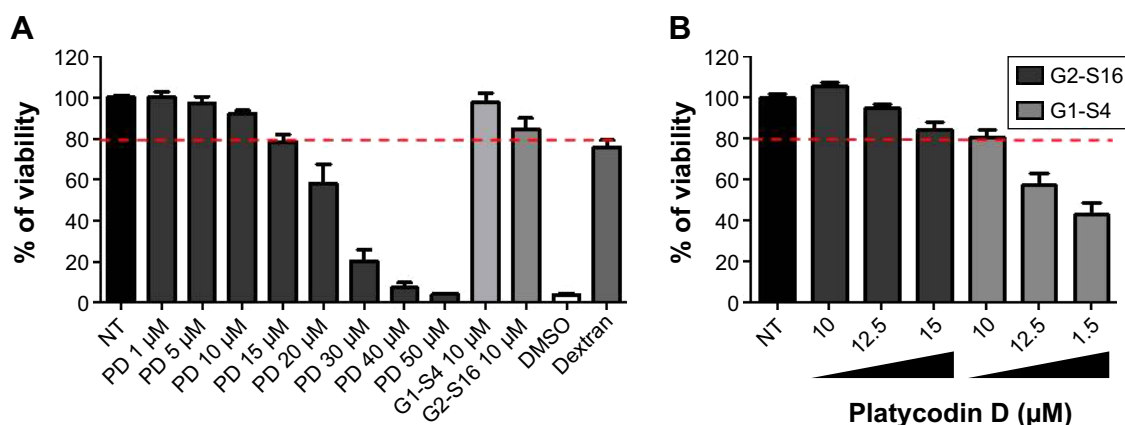 A
% of viability
120
100
80
60
40
20
0
NT
PD 1 µM
PD 5 µM
PD 10 µM
PD 15 µM
PD 20 µM
PD 30 µM
PD 40 µM
PD 50 µM
G1-S4 10 µM
G2-S16 10 µM
DMSO
Dextran
B
% of viability
120
100
80
60
40
20
0
G2-S16
G1-S4
NT
10
12.5
15
10
12.5
1.5
Platycodin D (µM)